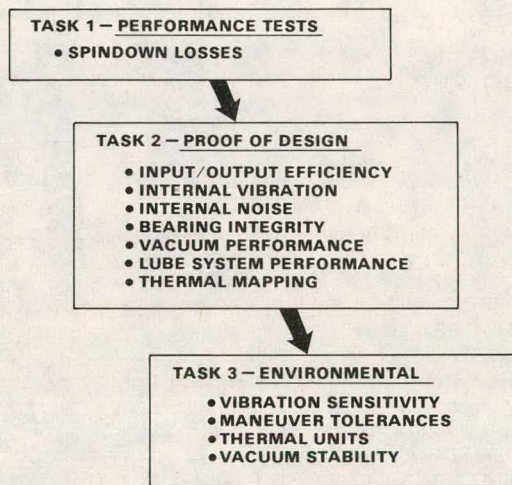 TASK 1 — PERFORMANCE TESTS
• SPINDOWN LOSSES
TASK 2 — PROOF OF DESIGN
• INPUT/OUTPUT EFFICIENCY
• INTERNAL VIBRATION
• INTERNAL NOISE
• BEARING INTEGRITY
• VACUUM PERFORMANCE
• LUBE SYSTEM PERFORMANCE
• THERMAL MAPPING
TASK 3 — ENVIRONMENTAL
• VIBRATION SENSITIVITY
• MANEUVER TOLERANCES
• THERMAL UNITS
• VACUUM STABILITY